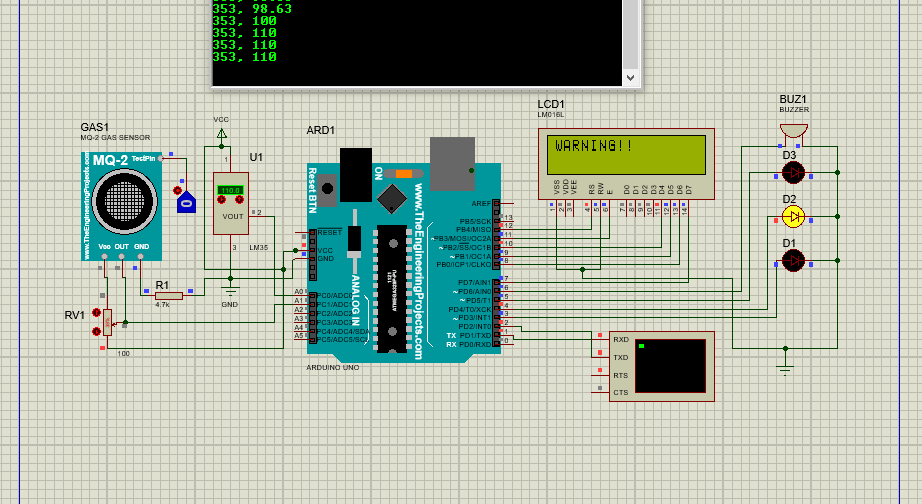 353, 98.63
353, 100
353, 110
353, 110
353, 110
GAS1
MQ-2 GAS SENSOR
MQ-2
TestPin
www.TheEngineeringProjects.com
Vcc OUT GND
0
VCC
U1
110.0
VOUT
1
2
3
LM35
GND
R1
4.7k
RV1
100
ARD1
Reset BTN
ON
www.TheEngineeringProjects.com
ANALOG IN
RESET
VCC
GND
A0 PC0/ADC0
A1 PC1/ADC1
A2 PC2/ADC2
A3 PC3/ADC3
A4 PC4/ADC4/SDA
A5 PC5/ADC5/SCL
AREF
PB5/SCK 13
PB4/MISO 12
~PB3/MOSI/OC2A 11
~PB2/SS/OC1B 10
~PB1/OC1A 9
PB0/ICP1/CLKO 8
PD7/AIN1 7
~PD6/AIN0 6
~PD5/T1 5
PD4/T0/XCK 4
~PD3/INT1 3
PD2/INT0 2
TX PD1/TXD 1
RX PD0/RXD 0
ARDUINO UNO
LCD1
LM016L
WARNING!!
VSS VDD VEE RS RW E D0 D1 D2 D3 D4 D5 D6 D7
1 2 3 4 5 6 7 8 9 10 11 12 13 14
RXD
TXD
RTS
CTS
BUZ1
BUZZER
D3
D2
D1